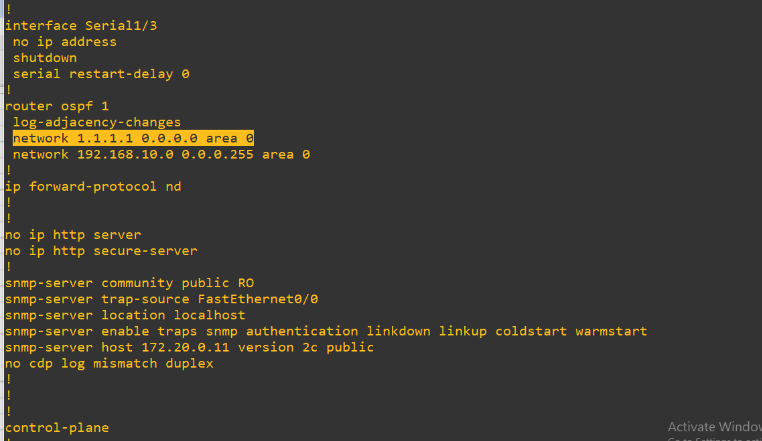 !
interface Serial1/3
 no ip address
 shutdown
 serial restart-delay 0
!
router ospf 1
 log-adjacency-changes
 network 1.1.1.1 0.0.0.0 area 0
 network 192.168.10.0 0.0.0.255 area 0
!
ip forward-protocol nd
!
!
no ip http server
no ip http secure-server
!
snmp-server community public RO
snmp-server trap-source FastEthernet0/0
snmp-server location localhost
snmp-server enable traps snmp authentication linkdown linkup coldstart warmstart
snmp-server host 172.20.0.11 version 2c public
no cdp log mismatch duplex
!
!
!
control-plane
Activate Window